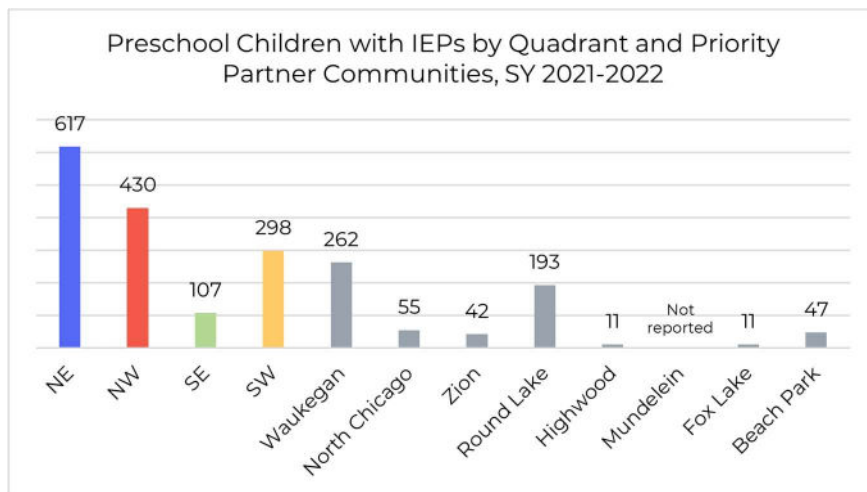 Preschool Children with IEPs by Quadrant and Priority
Partner Communities, SY 2021-2022
617
430
107
298
262
55
42
193
11
Not
reported
11
47
NE
NW
SE
SW
Waukegan
North Chicago
Zion
Round Lake
Highwood
Mundelein
Fox Lake
Beach Park